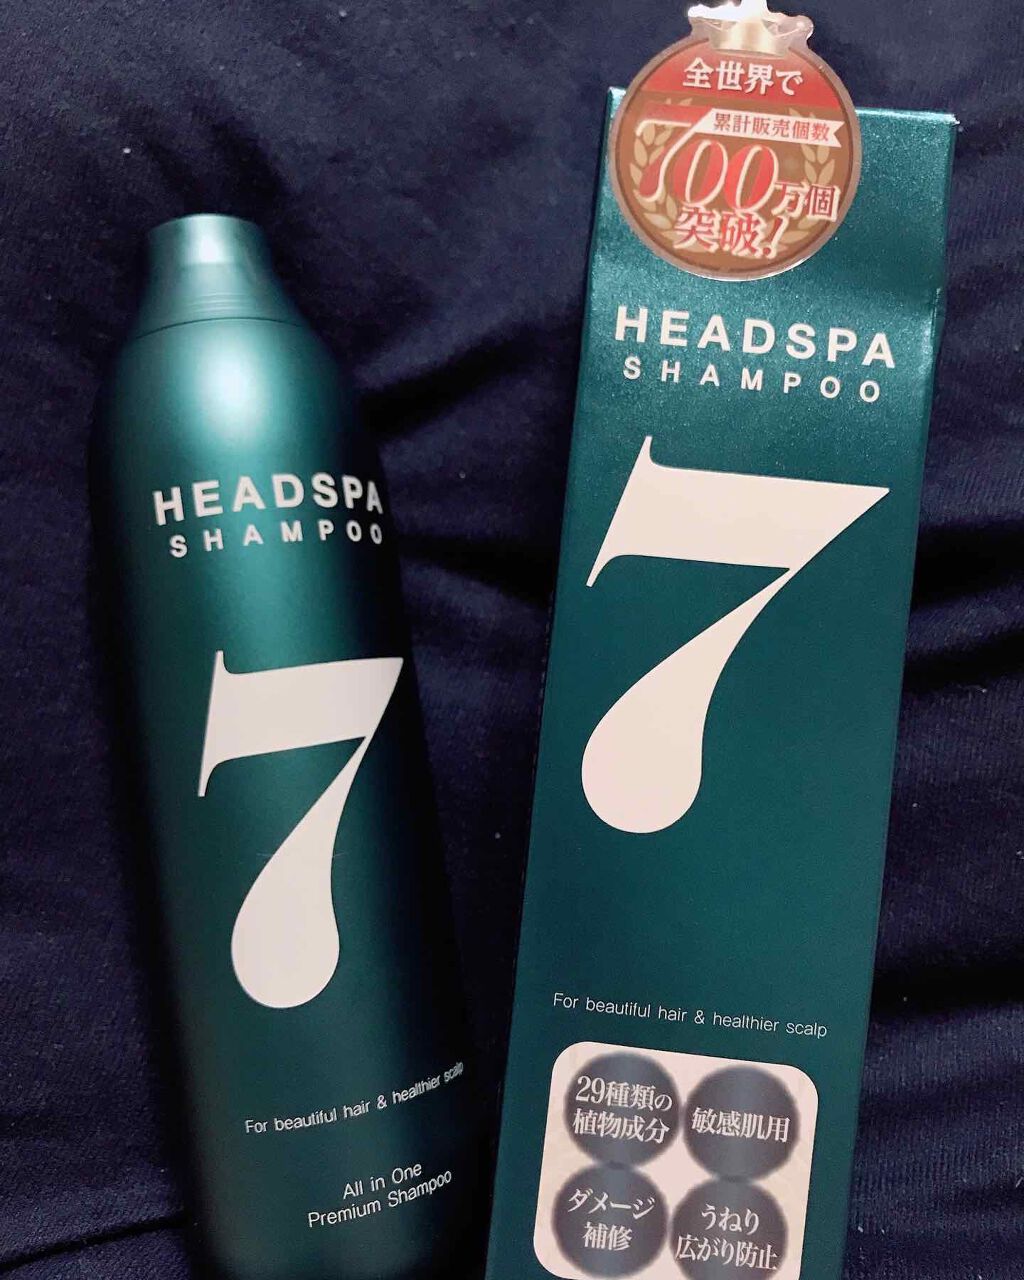 HEADSPA
SHAMPOO
7
For beautiful hair & healthier scalp
All in One
Premium Shampoo
全世界で
累計販売個数
700万個
突破!
HEADSPA
SHAMPOO
7
For beautiful hair & healthier scalp
29種類の
植物成分
敏感肌用
ダメージ
補修
うねり
広がり防止